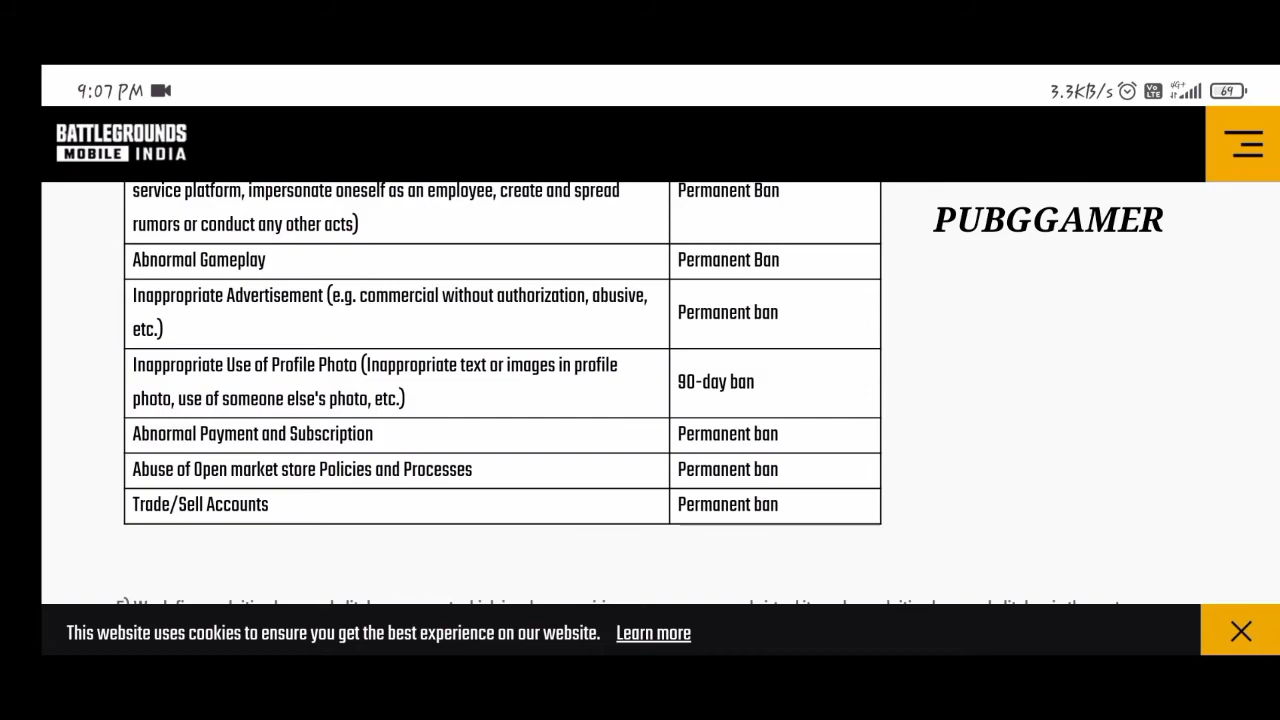 9:07 PM
3.3KB/s
Vo
LTE
4G+
69
BATTLEGROUNDS
MOBILE INDIA
service platform, impersonate oneself as an employee, create and spread
rumors or conduct any other acts)
Permanent Ban
PUBGGAMER
Abnormal Gameplay
Permanent Ban
Inappropriate Advertisement (e.g. commercial without authorization, abusive,
etc.)
Permanent ban
Inappropriate Use of Profile Photo (Inappropriate text or images in profile
photo, use of someone else's photo, etc.)
90-day ban
Abnormal Payment and Subscription
Permanent ban
Abuse of Open market store Policies and Processes
Permanent ban
Trade/Sell Accounts
Permanent ban
This website uses cookies to ensure you get the best experience on our website. Learn more